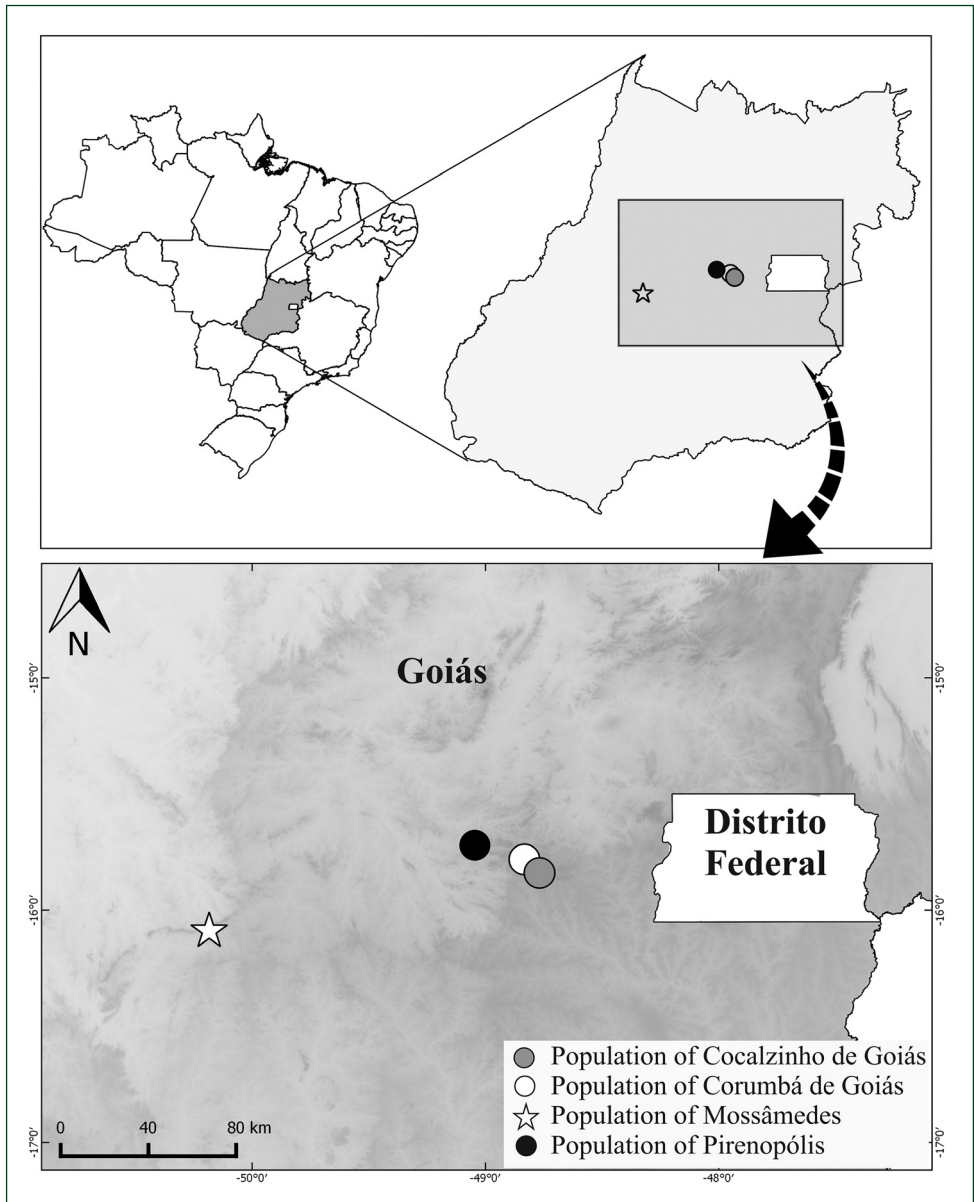 N
Goiás
Distrito
Federal
-15°0'
-15°0'
-16°0'
-16°0'
-17°0'
-17°0'
Population of Cocalzinho de Goiás
Population of Corumbá de Goiás
Population of Mossâmedes
Population of Pirenopólis
0 40 80 km
-50°0' -49°0' -48°0'